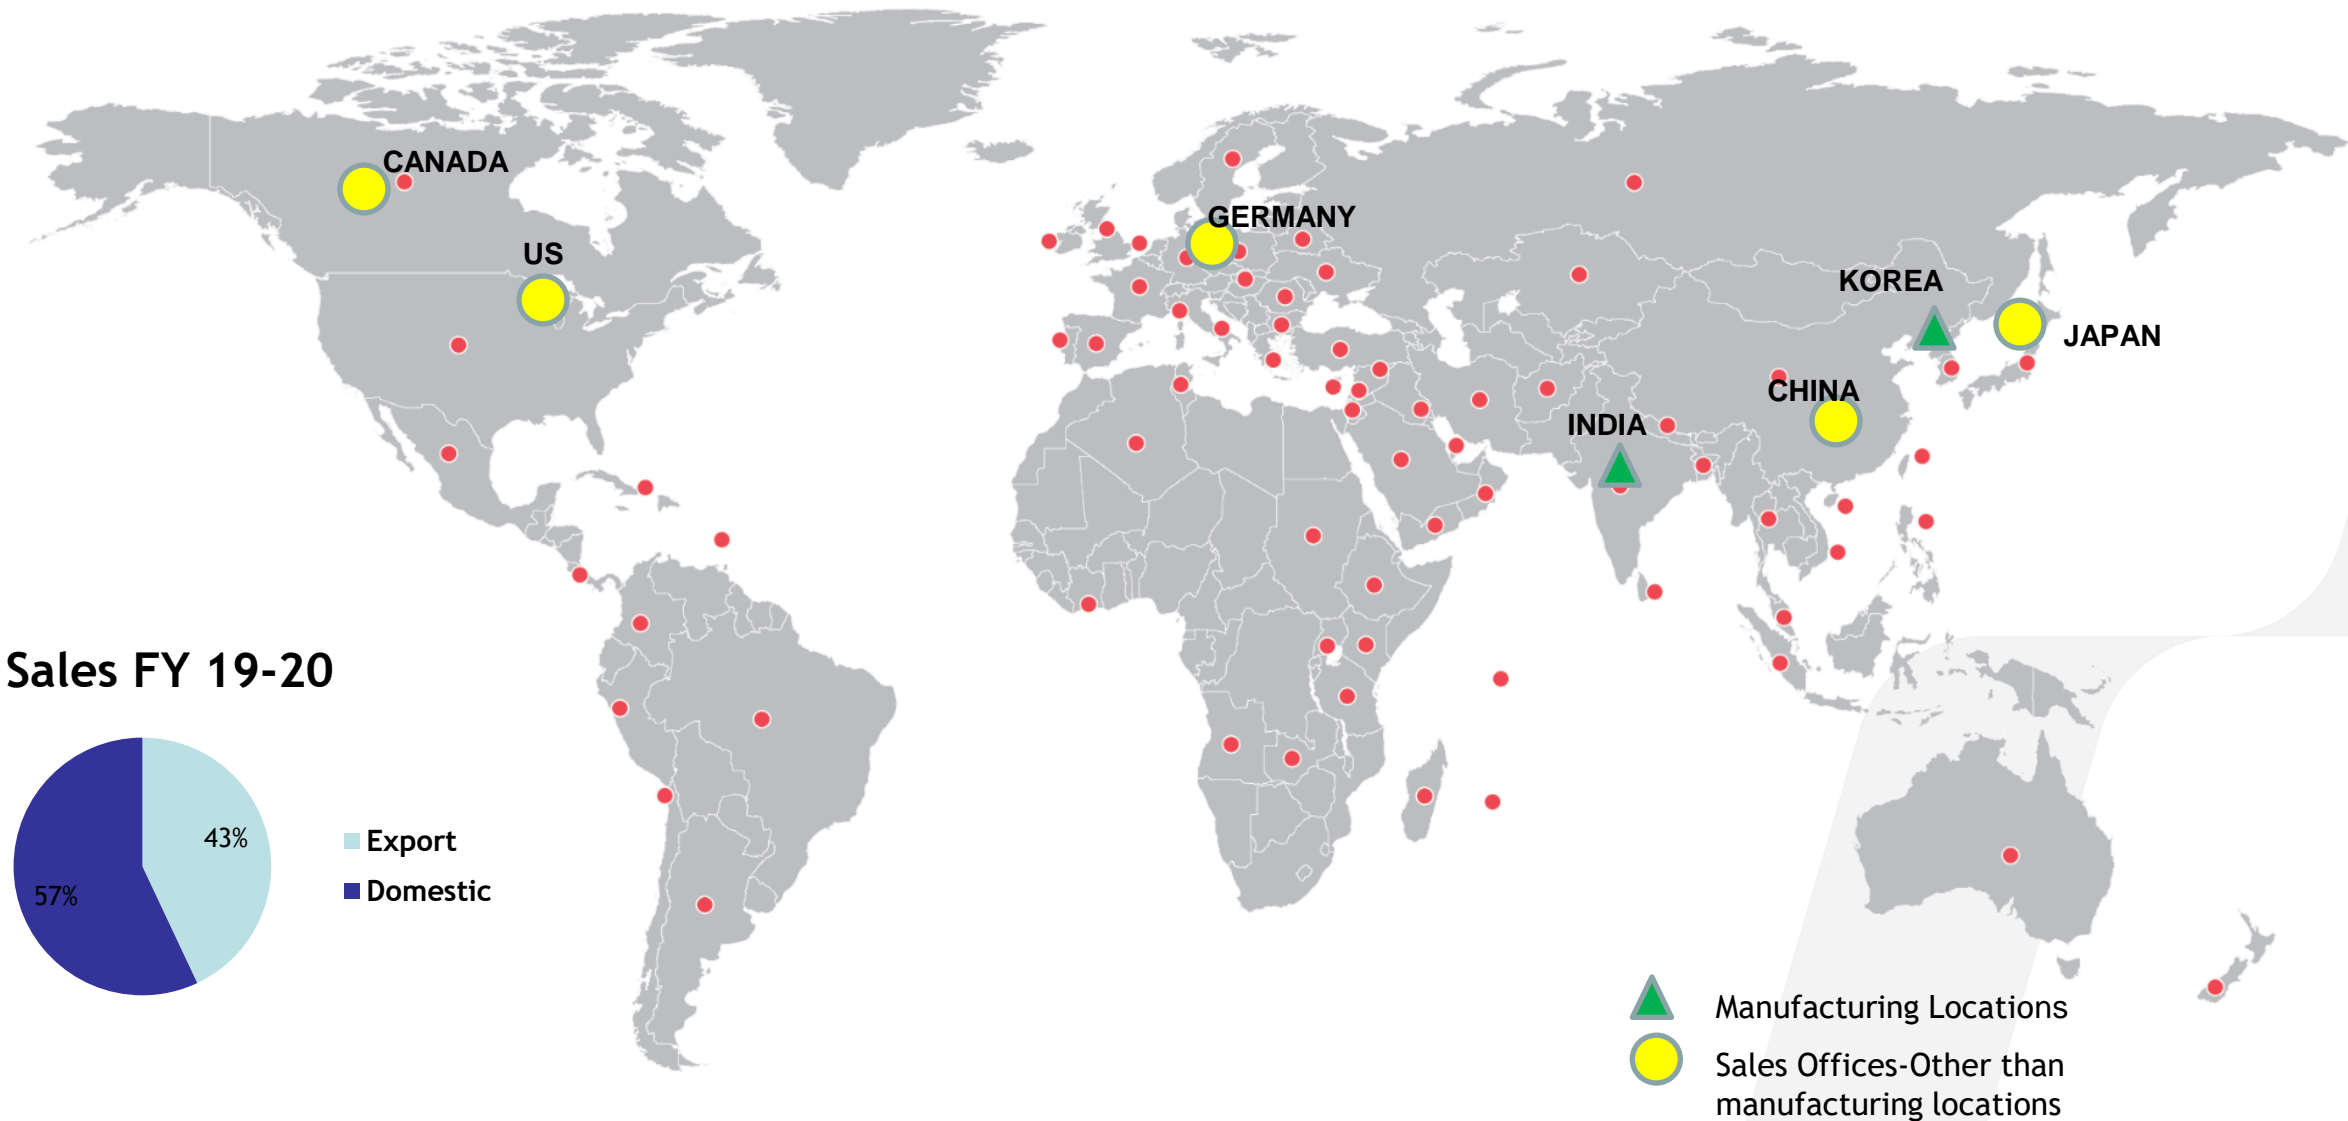 CANADA
US
GERMANY
KOREA
JAPAN
CHINA
INDIA
Sales FY 19-20
43%
57%
Export
Domestic
Manufacturing Locations
Sales Offices-Other than
manufacturing locations